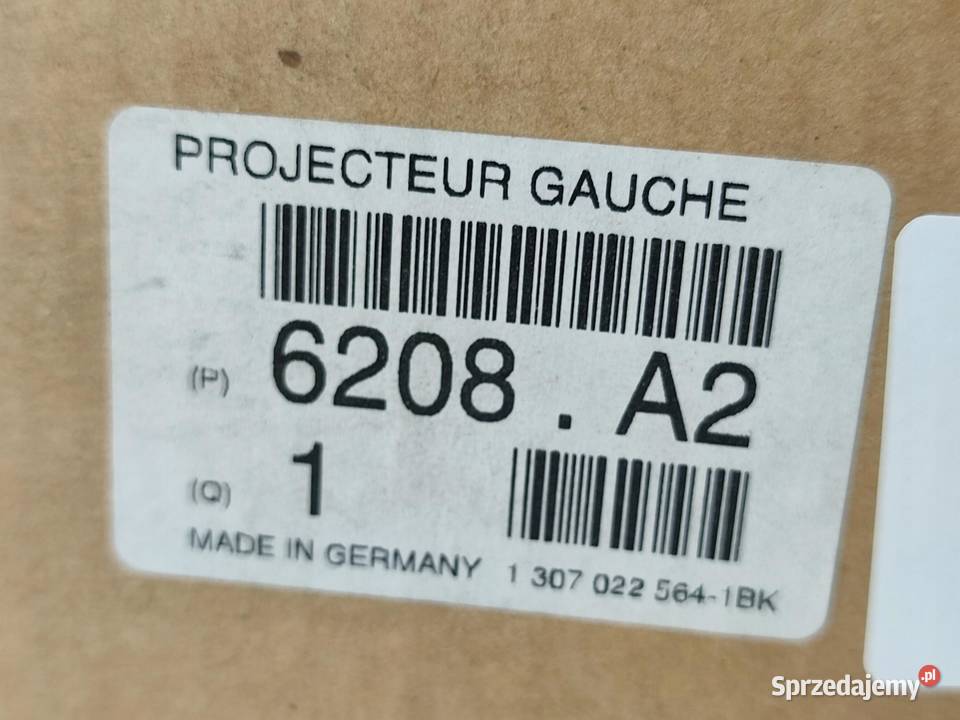 PROJECTEUR GAUCHE
(P) 6208 . A2
(Q) 1
MADE IN GERMANY 1 307 022 564-1BK
Sprzedajemy.pl